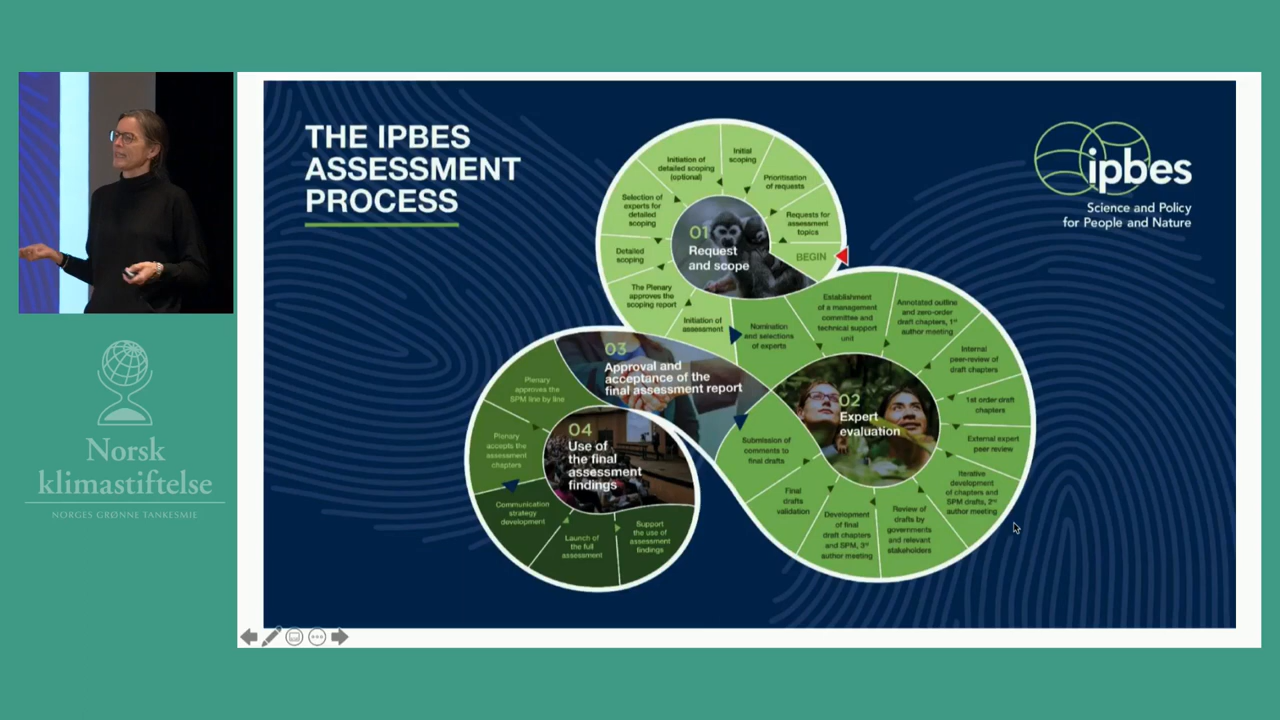 THE IPBES
ASSESSMENT
PROCESS
ipbes
Science and Policy
for People and Nature
01
Request
and scope
BEGIN
Requests for
assessment
topics
Prioritisation
of requests
Initial
scoping
Initiation of
detailed scoping
(optional)
Selection of
experts for
detailed
scoping
Detailed
scoping
The Plenary
approves the
scoping report
Initiation of
assessment
Nomination
and selections
of experts
Establishment
of a management
committee and
technical support
unit
Annotated outline
and zero-order
draft chapters, 1st
author meeting
Internal
peer-review of
draft chapters
1st order draft
chapters
External expert
peer review
Iterative
development
of chapters and
SPM drafts, 2nd
author meeting
Review of
drafts by
governments
and relevant
stakeholders
Development
of final
draft chapters
and SPM, 3rd
author meeting
Final
drafts
validation
Submission of
comments to
final drafts
02
Expert
evaluation
03
Approval and
acceptance of the
final assessment report
Plenary
approves the
SPM line by line
Plenary
accepts the
assessment
chapters
04
Use of
the final
assessment
findings
Communication
strategy
development
Launch of
the full
assessment
Support
the use of
assessment
findings
Norsk
klimastiftelse
NORGES GRØNNE TANKESMIE